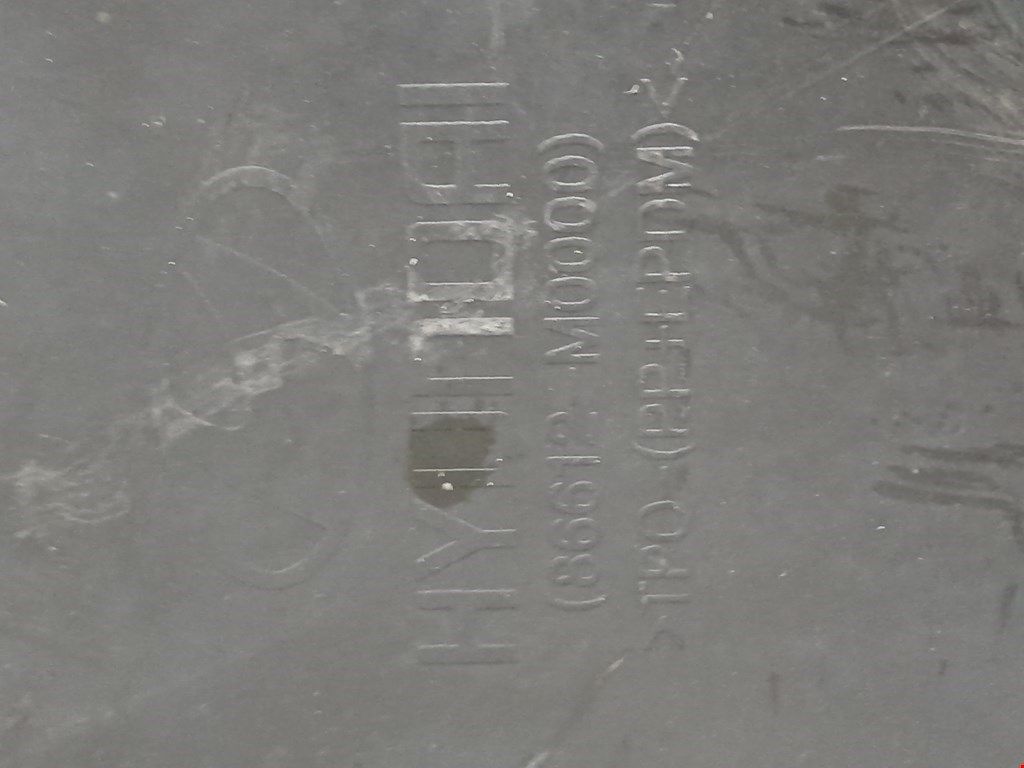 HYUNDAI
(86612-M0000)
>TPO (PP+EPDM)<